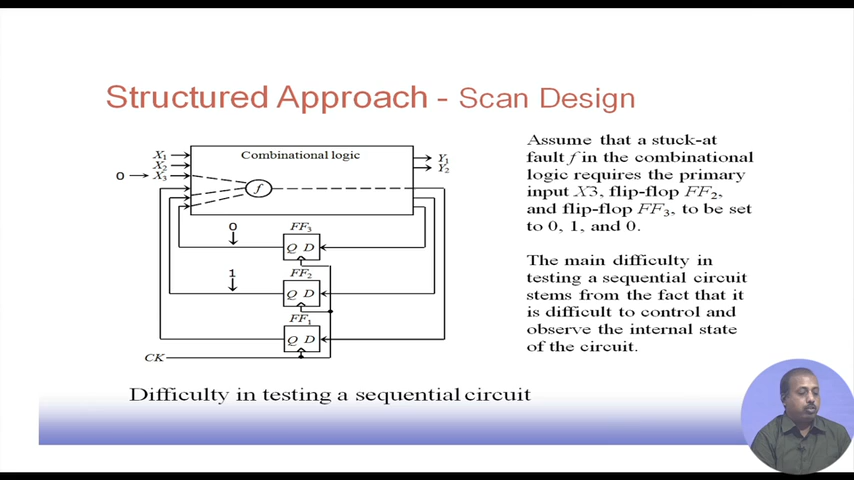 Structured Approach - Scan Design
X1
X2
0 X3
Combinational logic
Y1
Y2
f
0
FF3
Q D
1
FF2
Q D
FF1
Q D
CK
Assume that a stuck-at
fault f in the combinational
logic requires the primary
input X3, flip-flop FF2,
and flip-flop FF3, to be set
to 0, 1, and 0.
The main difficulty in
testing a sequential circuit
stems from the fact that it
is difficult to control and
observe the internal state
of the circuit.
Difficulty in testing a sequential circuit